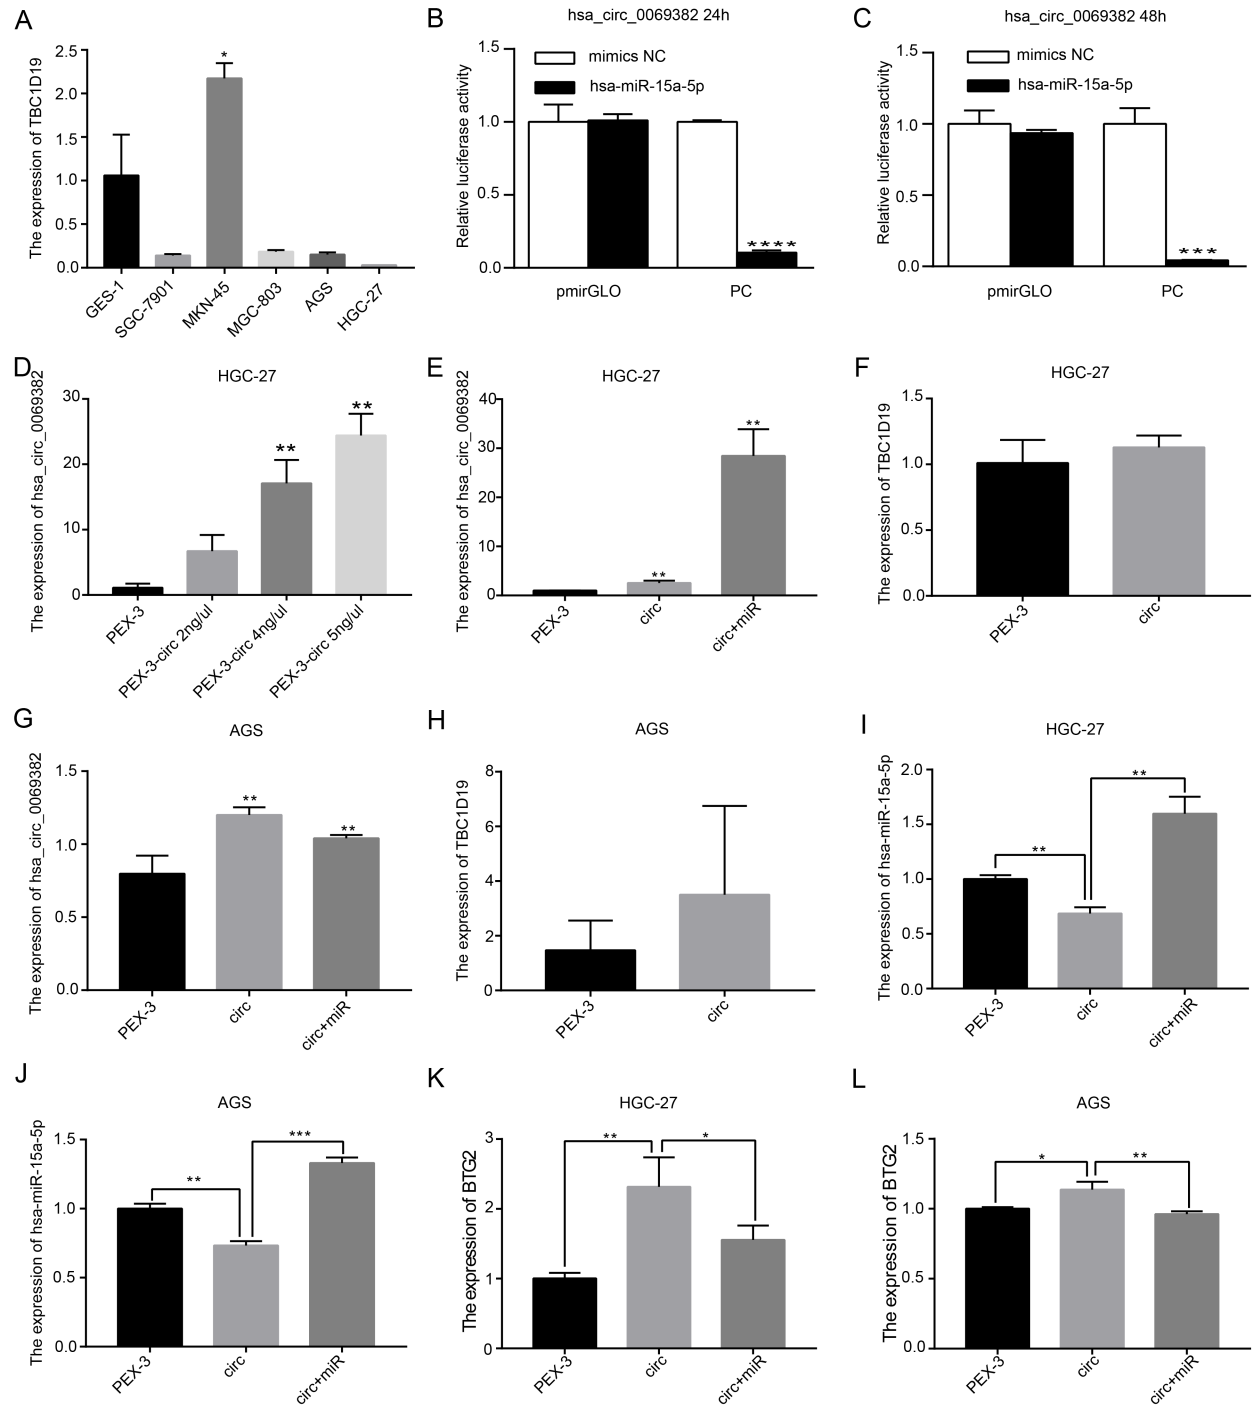 A
The expression of TBC1D19
2.5
2.0
1.5
1.0
0.5
0.0
*
GES-1
SGC-7901
MKN-45
MGC-803
AGS
HGC-27
B
hsa_circ_0069382 24h
mimics NC
hsa-miR-15a-5p
Relative luciferase activity
1.5
1.0
0.5
0.0
****
pmirGLO
PC
C
hsa_circ_0069382 48h
mimics NC
hsa-miR-15a-5p
Relative luciferase activity
1.5
1.0
0.5
0.0
***
pmirGLO
PC
D
HGC-27
The expression of hsa_circ_0069382
30
20
10
0
**
**
PEX-3
PEX-3-circ 2ng/ul
PEX-3-circ 4ng/ul
PEX-3-circ 5ng/ul
E
HGC-27
The expression of hsa_circ_0069382
40
30
20
10
0
**
**
PEX-3
circ
circ+miR
F
HGC-27
The expression of TBC1D19
1.5
1.0
0.5
0.0
PEX-3
circ
G
AGS
The expression of hsa_circ_0069382
1.5
1.0
0.5
0.0
**
**
PEX-3
circ
circ+miR
H
AGS
The expression of TBC1D19
8
6
4
2
0
PEX-3
circ
I
HGC-27
The expression of hsa-miR-15a-5p
2.0
1.5
1.0
0.5
0.0
**
**
PEX-3
circ
circ+miR
J
AGS
The expression of hsa-miR-15a-5p
1.5
1.0
0.5
0.0
**
***
PEX-3
circ
circ+miR
K
HGC-27
The expression of BTG2
3
2
1
0
**
*
PEX-3
circ
circ+miR
L
AGS
The expression of BTG2
1.5
1.0
0.5
0.0
*
**
PEX-3
circ
circ+miR